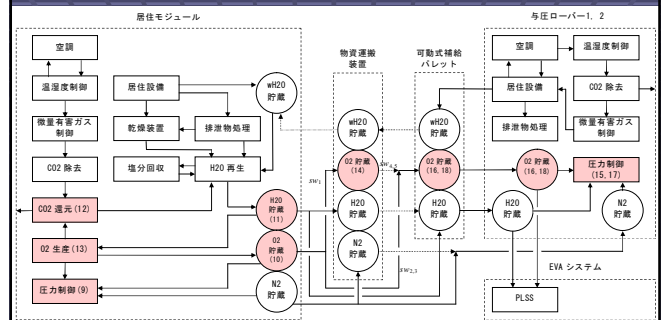 居住モジュール
空調
温湿度制御
微量有害ガス
制御
CO2 除去
CO2 還元(12)
O2 生産(13)
圧力制御(9)
居住設備
乾燥装置
排泄物処理
塩分回収
H2O 再生
wH2O
貯蔵
H2O
貯蔵
(11)
O2
貯蔵
(10)
N2
貯蔵
sw1
物資運搬
装置
wH2O
貯蔵
O2 貯蔵
(14)
H2O
貯蔵
N2
貯蔵
sw4,5
sw2,3
可動式補給
パレット
wH2O
貯蔵
O2 貯蔵
(16,18)
H2O
貯蔵
与圧ローバー1, 2
空調
温湿度制御
居住設備
CO2 除去
排泄物処理
微量有害ガス
制御
O2 貯蔵
(16,18)
圧力制御
(15,17)
H2O
貯蔵
N2
貯蔵
EVA システム
PLSS